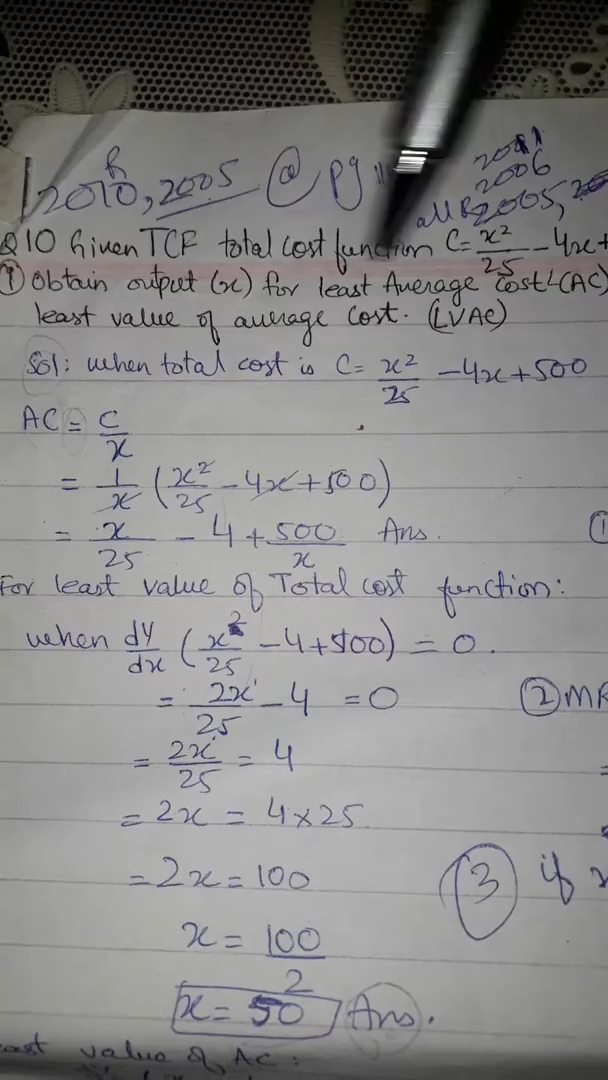 R
2010, 2005 @ pg
2011
2006
2005,
Q10 Given TCF total cost function C= x²/25 - 4x+
① Obtain output (x) for least Average cost (AC)
least value of average cost. (LVAC)
Sol: when total cost is C= x²/25 - 4x+500
AC = C/x
= 1/x (x²/25 - 4x+500)
= x/25 - 4 + 500/x Ans.
For least value of Total cost function:
when dy/dx (x²/25 - 4+500) = 0.
= 2x/25 - 4 = 0
② MR
= 2x/25 = 4
= 2x = 4×25
= 2x = 100
③ if x
x = 100/2
x = 50 Ans.
value of AC: